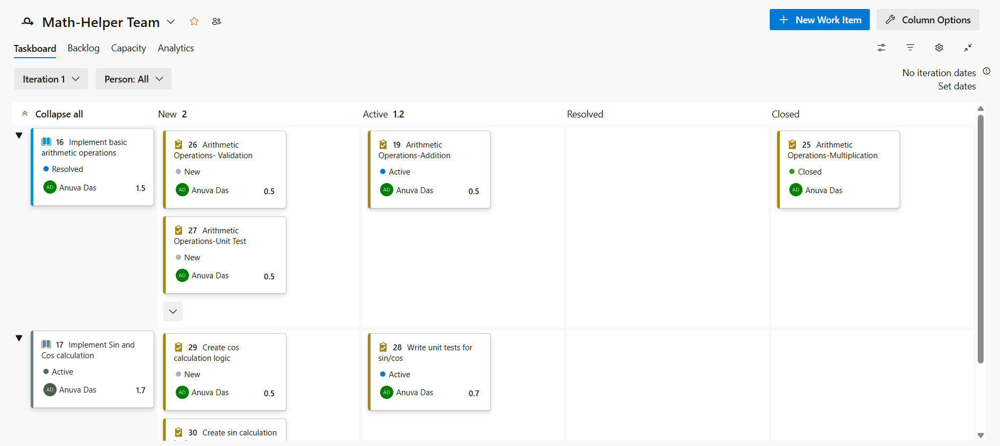 Math-Helper Team
New Work Item
Column Options
Taskboard
Backlog
Capacity
Analytics
Iteration 1
Person: All
No iteration dates
Set dates
Collapse all
New 2
Active 1.2
Resolved
Closed
16 Implement basic
arithmetic operations
Resolved
AD Anuva Das 1.5
26 Arithmetic
Operations- Validation
New
AD Anuva Das 0.5
27 Arithmetic
Operations-Unit Test
New
AD Anuva Das 0.5
19 Arithmetic
Operations-Addition
Active
AD Anuva Das 0.5
25 Arithmetic
Operations-Multiplication
Closed
AD Anuva Das
17 Implement Sin and
Cos calculation
Active
AD Anuva Das 1.7
29 Create cos
calculation logic
New
AD Anuva Das 0.5
30 Create sin calculation
28 Write unit tests for
sin/cos
Active
AD Anuva Das 0.7